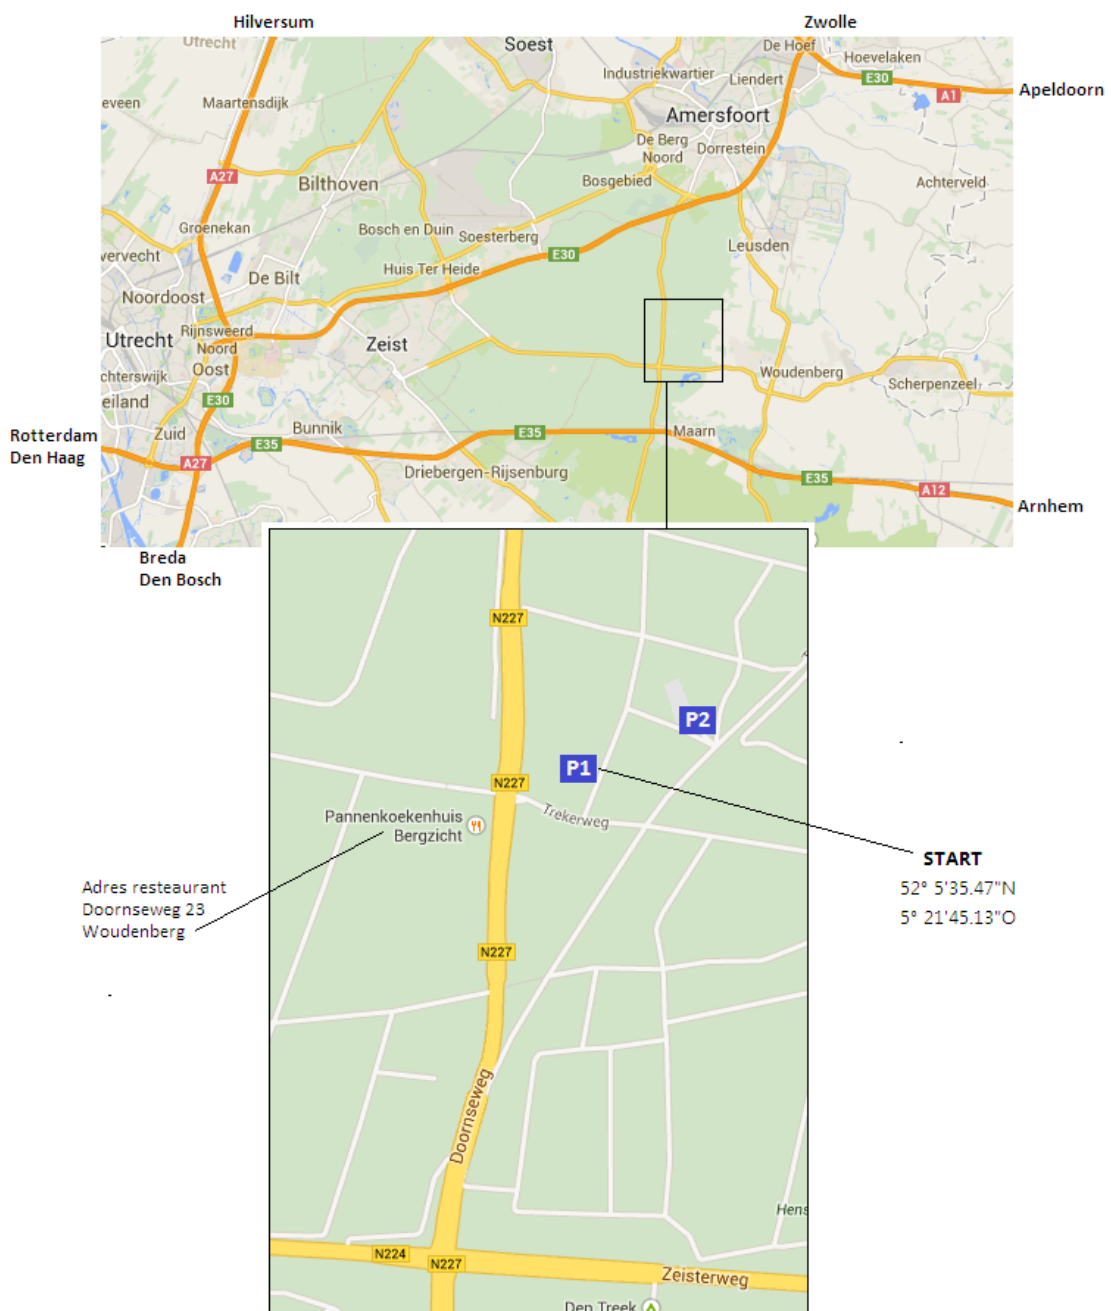 Hilversum
Zwolle
Utrecht
Soest
De Hoef
Hoevelaken
E30
A1
Apeldoorn
Industriekwartier
Liendert
eveen
Maartensdijk
Amersfoort
De Berg
Noord
Dorrestein
A27
Bilthoven
Bosgebied
Achterveld
Groenekan
Bosch en Duin
Soesterberg
Leusden
vervecht
E30
De Bilt
Huis Ter Heide
Noordoost
Rijnsweerd
Noord
Utrecht
Zeist
Oost
chterswijk
Woudenberg
Scherpenzeel
eiland
E30
Rotterdam
Den Haag
Zuid
Bunnik
E35
E35
Maarn
A27
Driebergen-Rijsenburg
E35
A12
Arnhem
Breda
Den Bosch
N227
P2
P1
N227
Trekerweg
Pannenkoekenhuis
Bergzicht
START
52° 5'35.47"N
5° 21'45.13"O
Adres resteaurant
Doornseweg 23
Woudenberg
N227
Doornseweg
Hens
N224
N227
Zeisterweg
Den Treek